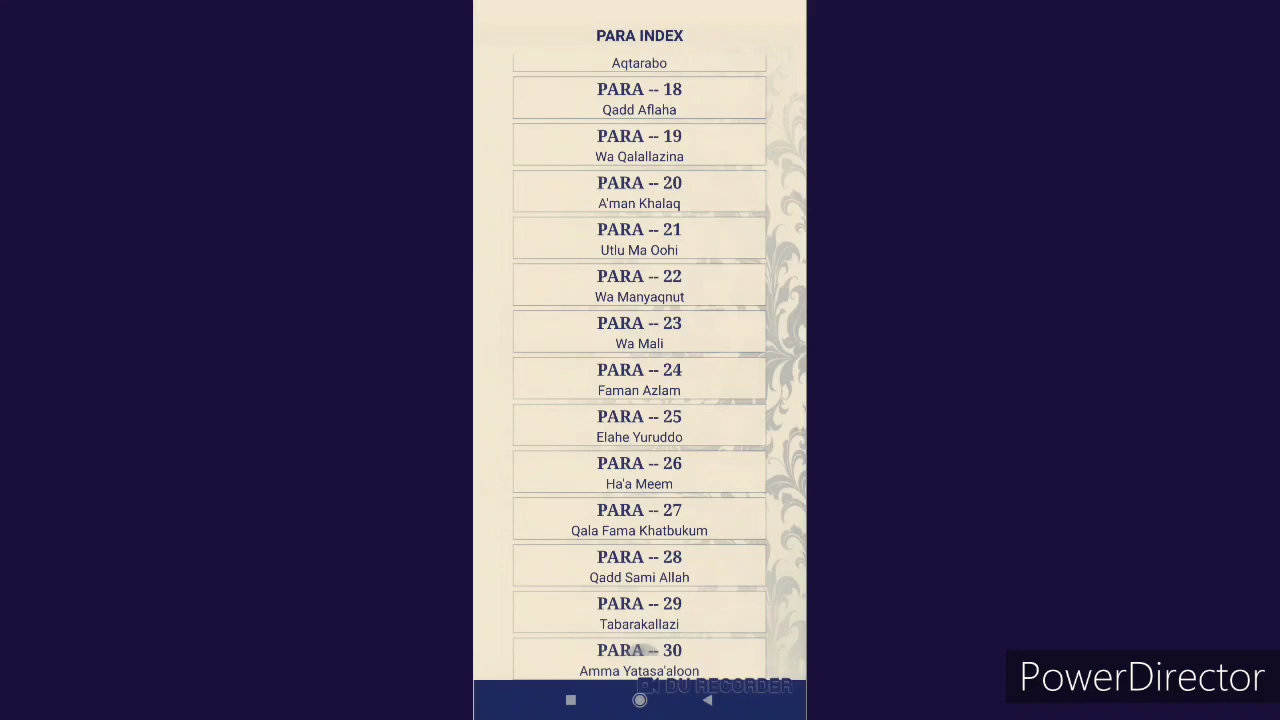 PARA INDEX
Aqtarabo
PARA -- 18
Qadd Aflaha
PARA -- 19
Wa Qalallazina
PARA -- 20
A'man Khalaq
PARA -- 21
Utlu Ma Oohi
PARA -- 22
Wa Manyaqnut
PARA -- 23
Wa Mali
PARA -- 24
Faman Azlam
PARA -- 25
Elahe Yuruddo
PARA -- 26
Ha'a Meem
PARA -- 27
Qala Fama Khatbukum
PARA -- 28
Qadd Sami Allah
PARA -- 29
Tabarakallazi
PARA -- 30
Amma Yatasa'aloon
DU RECORDER
PowerDirector